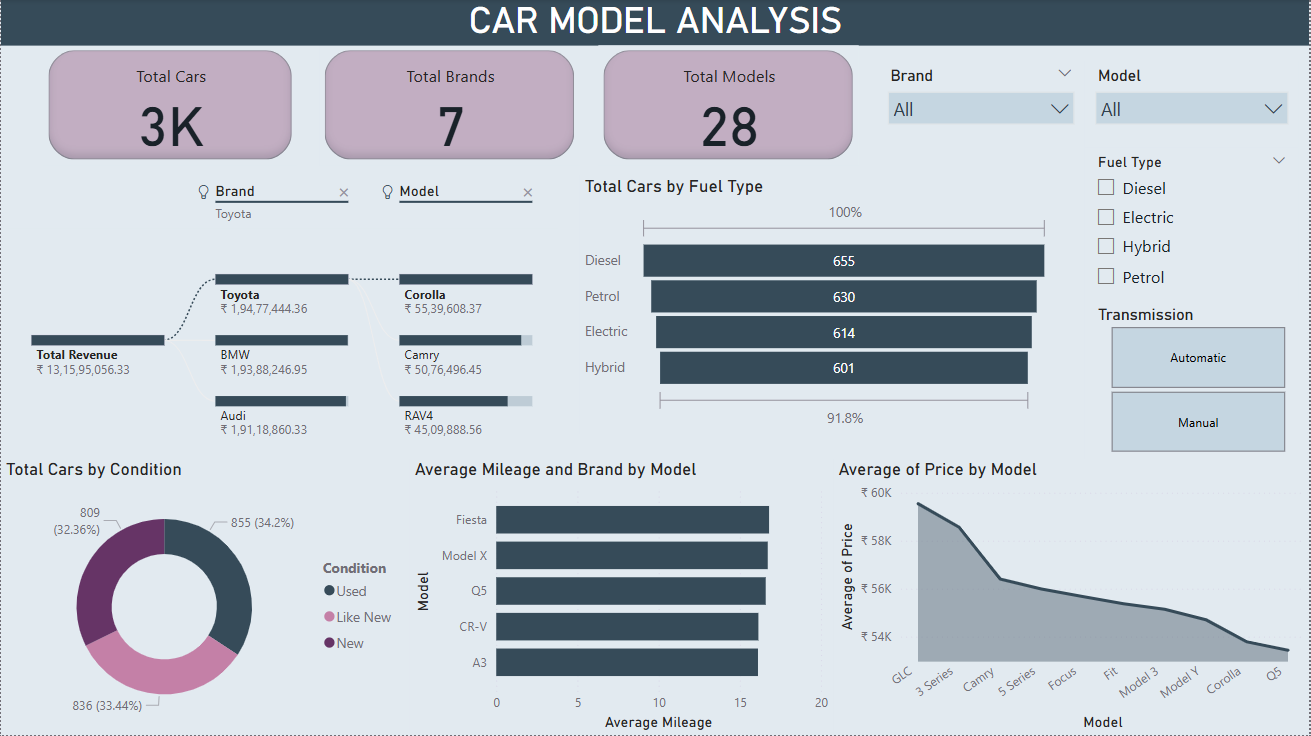 CAR MODEL ANALYSIS
Total Cars
3K
Total Brands
7
Total Models
28
Brand
All
Model
All
Fuel Type
Diesel
Electric
Hybrid
Petrol
Transmission
Automatic
Manual
Brand
Toyota
Model
Total Revenue
₹ 13,15,95,056.33
Toyota
₹ 1,94,77,444.36
BMW
₹ 1,93,88,246.95
Audi
₹ 1,91,18,860.33
Corolla
₹ 55,39,608.37
Camry
₹ 50,76,496.45
RAV4
₹ 45,09,888.56
Total Cars by Fuel Type
100%
Diesel 655
Petrol 630
Electric 614
Hybrid 601
91.8%
Total Cars by Condition
809
(32.36%)
855 (34.2%)
836 (33.44%)
Condition
Used
Like New
New
Average Mileage and Brand by Model
Model
Fiesta
Model X
Q5
CR-V
A3
0 5 10 15 20
Average Mileage
Average of Price by Model
Average of Price
₹ 60K
₹ 58K
₹ 56K
₹ 54K
GLC
3 Series
Camry
5 Series
Focus
Fit
Model 3
Model Y
Corolla
Q5
Model